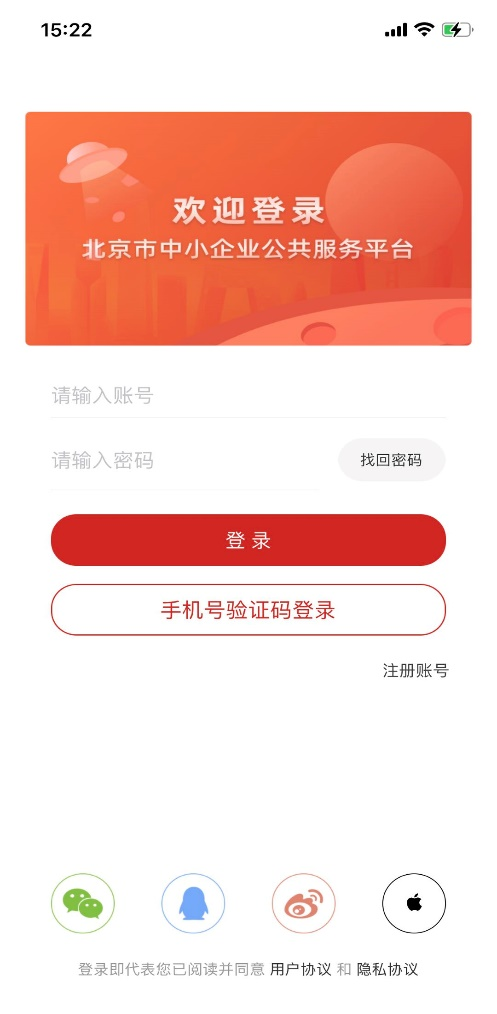 15:22
欢迎登录
北京市中小企业公共服务平台
请输入账号
请输入密码
找回密码
登 录
手机号验证码登录
注册账号
登录即代表您已阅读并同意 用户协议 和 隐私协议